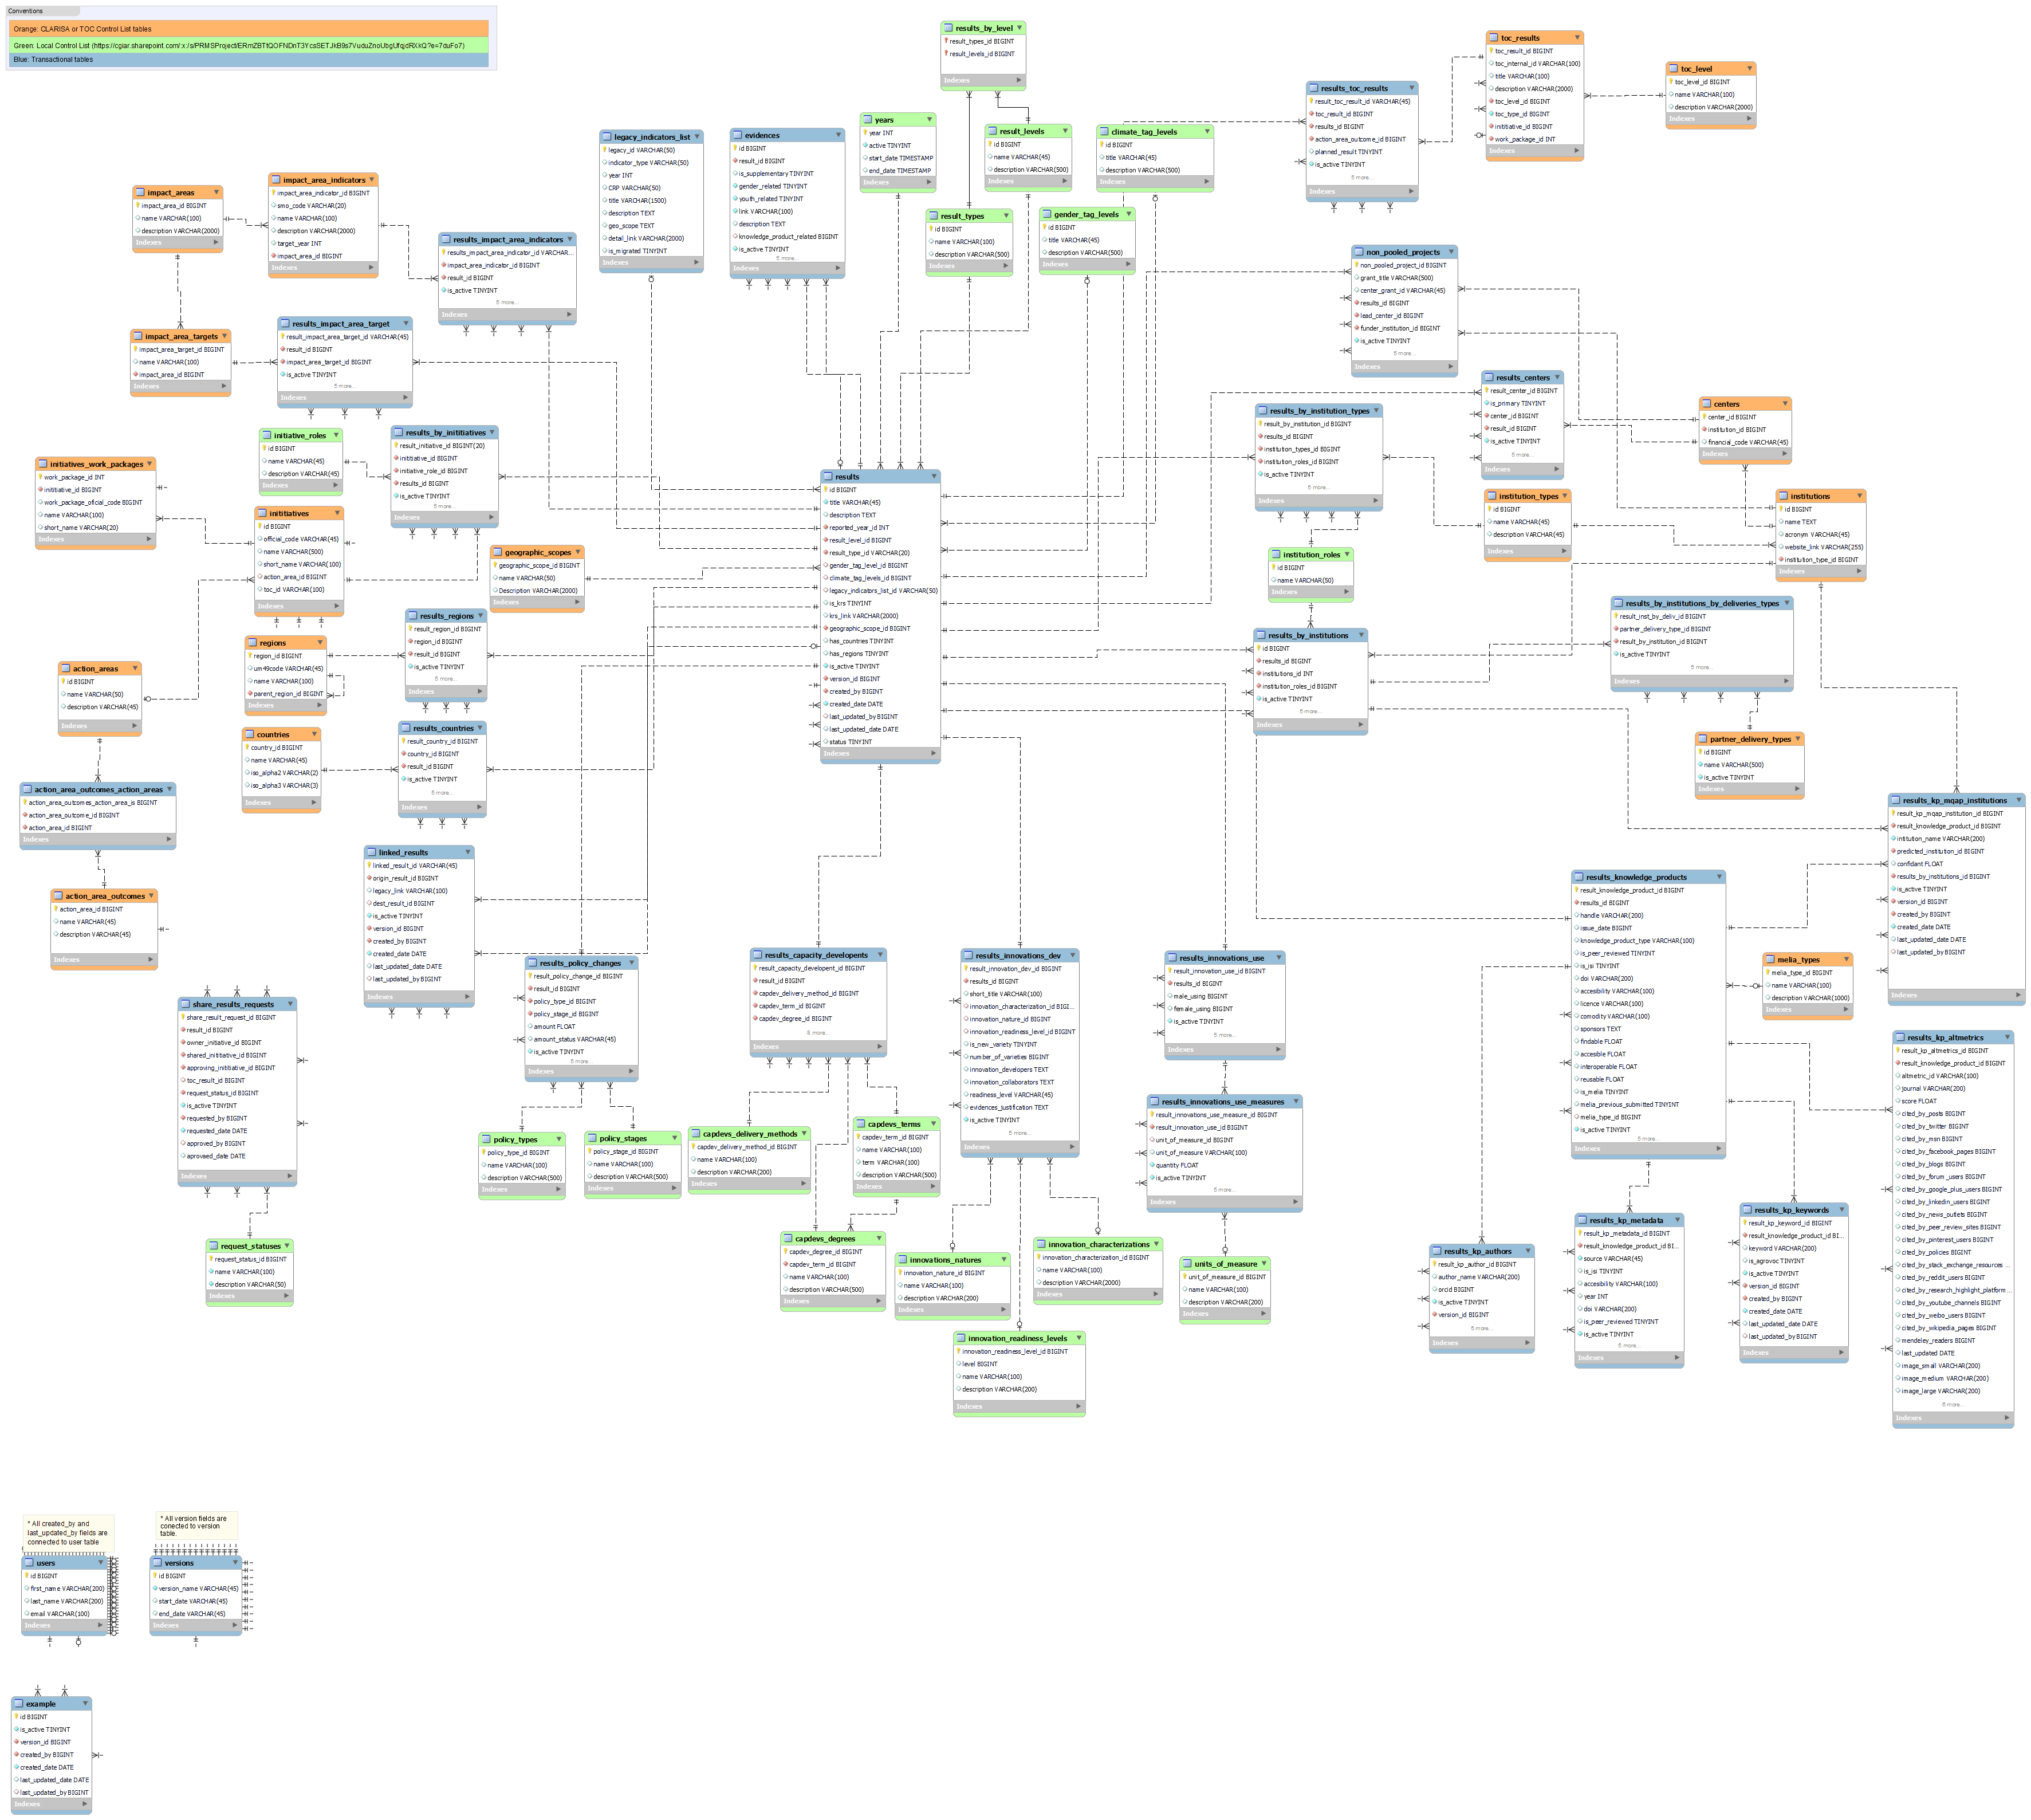 Conventions
Orange: CLARISA or TOC Control List tables
Blue: Transactional tables
results_by_level
result_types_id BIGINT
result_levels_id BIGINT
Indexes
toc_results
toc_result_id BIGINT
toc_internal_id VARCHAR(100)
title VARCHAR(100)
description VARCHAR(2000)
toc_level_id BIGINT
toc_type_id BIGINT
inititiative_id BIGINT
work_package_id INT
Indexes
toc_level
toc_level_id BIGINT
name VARCHAR(100)
description VARCHAR(2000)
Indexes
results_toc_results
result_toc_result_id VARCHAR(45)
toc_result_id BIGINT
results_id BIGINT
action_area_outcome_id BIGINT
planned_result TINYINT
is_active TINYINT
6 more...
Indexes
years
year INT
active TINYINT
start_date TIMESTAMP
end_date TIMESTAMP
Indexes
result_levels
id BIGINT
name VARCHAR(45)
description VARCHAR(500)
Indexes
climate_tag_levels
id BIGINT
title VARCHAR(45)
description VARCHAR(500)
Indexes
legacy_indicators_list
legacy_id VARCHAR(50)
indicator_type VARCHAR(50)
year INT
CRP VARCHAR(50)
title VARCHAR(1500)
description TEXT
geo_scope TEXT
detail_link VARCHAR(2000)
is_migrated TINYINT
Indexes
evidences
id BIGINT
result_id BIGINT
is_supplementary TINYINT
gender_related TINYINT
youth_related TINYINT
link VARCHAR(100)
description TEXT
knowledge_product_related BIGINT
is_active TINYINT
5 more...
Indexes
result_types
id BIGINT
name VARCHAR(100)
description VARCHAR(500)
Indexes
gender_tag_levels
id BIGINT
title VARCHAR(45)
description VARCHAR(500)
Indexes
impact_areas
impact_area_id BIGINT
name VARCHAR(100)
description VARCHAR(2000)
Indexes
impact_area_indicators
impact_area_indicator_id BIGINT
smo_code VARCHAR(20)
name VARCHAR(100)
description VARCHAR(2000)
target_year INT
impact_area_id BIGINT
Indexes
results_impact_area_indicators
results_impact_area_indicator_id VARCHAR...
impact_area_indicator_id BIGINT
result_id BIGINT
is_active TINYINT
5 more...
Indexes
non_pooled_projects
non_pooled_project_id BIGINT
grant_title VARCHAR(500)
center_grant_id VARCHAR(45)
results_id BIGINT
lead_center_id BIGINT
funder_institution_id BIGINT
is_active TINYINT
5 more...
Indexes
impact_area_targets
impact_area_target_id BIGINT
name VARCHAR(100)
impact_area_id BIGINT
Indexes
results_impact_area_target
result_impact_area_target_id VARCHAR(45)
result_id BIGINT
impact_area_target_id BIGINT
is_active TINYINT
5 more...
Indexes
results_centers
result_center_id BIGINT
is_primary TINYINT
center_id BIGINT
result_id BIGINT
is_active TINYINT
5 more...
Indexes
centers
center_id BIGINT
institution_id BIGINT
financial_code VARCHAR(45)
Indexes
results_by_institution_types
result_by_institution_id BIGINT
results_id BIGINT
institution_types_id BIGINT
institution_roles_id BIGINT
is_active TINYINT
5 more...
Indexes
initiative_roles
id BIGINT
name VARCHAR(45)
description VARCHAR(45)
Indexes
results_by_inititiatives
result_initiative_id BIGINT(20)
inititiative_id BIGINT
initiative_role_id BIGINT
results_id BIGINT
is_active TINYINT
5 more...
Indexes
initiatives_work_packages
work_package_id INT
inititiative_id BIGINT
work_package_oficial_code BIGINT
name VARCHAR(100)
short_name VARCHAR(20)
Indexes
inititiatives
id BIGINT
official_code VARCHAR(45)
name VARCHAR(500)
short_name VARCHAR(100)
action_area_id BIGINT
toc_id VARCHAR(100)
Indexes
results
id BIGINT
title VARCHAR(45)
description TEXT
reported_year_id INT
result_level_id BIGINT
result_type_id VARCHAR(20)
gender_tag_level_id BIGINT
climate_tag_levels_id BIGINT
legacy_indicators_list_id VARCHAR(50)
is_krs TINYINT
krs_link VARCHAR(2000)
geographic_scope_id BIGINT
has_countries TINYINT
has_regions TINYINT
is_active TINYINT
version_id BIGINT
created_by BIGINT
created_date DATE
last_updated_by BIGINT
last_updated_date DATE
status TINYINT
Indexes
institution_types
id BIGINT
name VARCHAR(45)
description VARCHAR(45)
Indexes
institutions
id BIGINT
name TEXT
acronym VARCHAR(45)
website_link VARCHAR(255)
institution_type_id BIGINT
Indexes
geographic_scopes
geographic_scope_id BIGINT
name VARCHAR(50)
Description VARCHAR(2000)
Indexes
institution_roles
id BIGINT
name VARCHAR(50)
Indexes
results_by_institutions_by_deliveries_types
result_inst_by_deliv_id BIGINT
partner_delivery_type_id BIGINT
result_by_institution_id BIGINT
is_active TINYINT
5 more...
Indexes
results_regions
result_region_id BIGINT
region_id BIGINT
result_id BIGINT
is_active TINYINT
5 more...
Indexes
regions
region_id BIGINT
um49code VARCHAR(45)
name VARCHAR(100)
parent_region_id BIGINT
Indexes
results_by_institutions
id BIGINT
results_id BIGINT
institutions_id INT
institution_roles_id BIGINT
is_active TINYINT
5 more...
Indexes
action_areas
id BIGINT
name VARCHAR(50)
description VARCHAR(45)
Indexes
countries
country_id BIGINT
name VARCHAR(45)
iso_alpha2 VARCHAR(2)
iso_alpha3 VARCHAR(3)
Indexes
results_countries
result_country_id BIGINT
country_id BIGINT
result_id BIGINT
is_active TINYINT
5 more...
Indexes
partner_delivery_types
id BIGINT
name VARCHAR(500)
is_active TINYINT
Indexes
action_area_outcomes_action_areas
action_area_outcomes_action_area_is BIGINT
action_area_outcome_id BIGINT
action_area_id BIGINT
Indexes
results_kp_mqap_institutions
result_kp_mqap_institution_id BIGINT
result_knowledge_product_id BIGINT
intitution_name VARCHAR(200)
predicted_institution_id BIGINT
confidant FLOAT
results_by_institutions_id BIGINT
is_active TINYINT
version_id BIGINT
created_by BIGINT
created_date DATE
last_updated_date DATE
last_updated_by BIGINT
Indexes
linked_results
linked_result_id VARCHAR(45)
origin_result_id BIGINT
legacy_link VARCHAR(100)
dest_result_id BIGINT
is_active TINYINT
version_id BIGINT
created_by BIGINT
created_date DATE
last_updated_date DATE
last_updated_by BIGINT
Indexes
action_area_outcomes
action_area_id BIGINT
name VARCHAR(45)
description VARCHAR(45)
Indexes
results_knowledge_products
result_knowledge_product_id BIGINT
results_id BIGINT
handle VARCHAR(200)
issue_date BIGINT
knowledge_product_type VARCHAR(100)
is_peer_reviewed TINYINT
is_isi TINYINT
doi VARCHAR(200)
accesibility VARCHAR(100)
licence VARCHAR(100)
comodity VARCHAR(100)
sponsors TEXT
findable FLOAT
accesible FLOAT
interoperable FLOAT
reusable FLOAT
is_melia TINYINT
melia_previous_submitted TINYINT
melia_type_id BIGINT
is_active TINYINT
5 more...
Indexes
melia_types
melia_type_id BIGINT
name VARCHAR(100)
description VARCHAR(1000)
Indexes
share_results_requests
share_result_request_id BIGINT
result_id BIGINT
owner_initiative_id BIGINT
shared_inititiative_id BIGINT
approving_inititiative_id BIGINT
toc_result_id BIGINT
request_status_id BIGINT
is_active TINYINT
requested_by BIGINT
requested_date DATE
approved_by BIGINT
aprovaed_date DATE
Indexes
results_policy_changes
result_policy_change_id BIGINT
result_id BIGINT
policy_type_id BIGINT
policy_stage_id BIGINT
amount FLOAT
amount_status VARCHAR(45)
is_active TINYINT
5 more...
Indexes
results_capacity_developents
result_capacity_developent_id BIGINT
result_id BIGINT
capdev_delivery_method_id BIGINT
capdev_term_id BIGINT
capdev_degree_id BIGINT
8 more...
Indexes
results_innovations_dev
result_innovation_dev_id BIGINT
results_id BIGINT
short_title VARCHAR(100)
innovation_characterization_id BIGI...
innovation_nature_id BIGINT
innovation_readiness_level_id BIGINT
is_new_variety TINYINT
number_of_varieties BIGINT
innovation_developers TEXT
innovation_collaborators TEXT
readiness_level VARCHAR(45)
evidences_justification TEXT
is_active TINYINT
5 more...
Indexes
results_innovations_use
result_innovation_use_id BIGINT
results_id BIGINT
male_using BIGINT
female_using BIGINT
is_active TINYINT
5 more...
Indexes
results_innovations_use_measures
result_innovations_use_measure_id BIGINT
result_innovation_use_id BIGINT
unit_of_measure_id BIGINT
unit_of_measure VARCHAR(100)
quantity FLOAT
is_active TINYINT
5 more...
Indexes
results_kp_altmetrics
result_kp_altmetrics_id BIGINT
result_knowledge_product_id BIGINT
altmetric_id VARCHAR(100)
journal VARCHAR(200)
score FLOAT
cited_by_posts BIGINT
cited_by_twitter BIGINT
cited_by_msn BIGINT
cited_by_facebook_pages BIGINT
cited_by_blogs BIGINT
cited_by_forum_users BIGINT
cited_by_google_plus_users BIGINT
cited_by_linkedin_users BIGINT
cited_by_news_outlets BIGINT
cited_by_peer_review_sites BIGINT
cited_by_pinterest_users BIGINT
cited_by_policies BIGINT
cited_by_stack_exchange_resources ...
cited_by_reddit_users BIGINT
cited_by_research_highlight_platform...
cited_by_youtube_channels BIGINT
cited_by_weibo_users BIGINT
cited_by_wikipedia_pages BIGINT
mendeley_readers BIGINT
last_updated DATE
image_small VARCHAR(200)
image_medium VARCHAR(200)
image_large VARCHAR(200)
6 more...
Indexes
policy_types
policy_type_id BIGINT
name VARCHAR(100)
description VARCHAR(500)
Indexes
policy_stages
policy_stage_id BIGINT
name VARCHAR(100)
description VARCHAR(500)
Indexes
capdevs_delivery_methods
capdev_delivery_method_id BIGINT
name VARCHAR(100)
description VARCHAR(200)
Indexes
capdevs_terms
capdev_term_id BIGINT
name VARCHAR(100)
term VARCHAR(100)
description VARCHAR(500)
Indexes
capdevs_degrees
capdev_degree_id BIGINT
capdev_term_id BIGINT
name VARCHAR(100)
description VARCHAR(500)
Indexes
innovations_natures
innovation_nature_id BIGINT
name VARCHAR(100)
description VARCHAR(200)
Indexes
innovation_characterizations
innovation_characterization_id BIGINT
name VARCHAR(100)
description VARCHAR(2000)
Indexes
units_of_measure
unit_of_measure_id BIGINT
name VARCHAR(100)
description VARCHAR(200)
Indexes
results_kp_authors
result_kp_author_id BIGINT
author_name VARCHAR(200)
orcid BIGINT
is_active TINYINT
version_id BIGINT
5 more...
Indexes
results_kp_metadata
result_kp_metadata_id BIGINT
result_knowledge_product_id BI...
source VARCHAR(45)
is_isi TINYINT
accesibility VARCHAR(100)
year INT
doi VARCHAR(200)
is_peer_reviewed TINYINT
is_active TINYINT
5 more...
Indexes
results_kp_keywords
result_kp_keyword_id BIGINT
result_knowledge_product_id BI...
keyword VARCHAR(200)
is_agrovoc TINYINT
is_active TINYINT
version_id BIGINT
created_by BIGINT
created_date DATE
last_updated_date DATE
last_updated_by BIGINT
Indexes
request_statuses
request_status_id BIGINT
name VARCHAR(100)
description VARCHAR(50)
Indexes
innovation_readiness_levels
innovation_readiness_level_id BIGINT
level BIGINT
name VARCHAR(100)
description VARCHAR(200)
Indexes
* All created_by and
last_updated_by fields are
connected to user table
* All version fields are
conected to version
table.
users
id BIGINT
first_name VARCHAR(200)
last_name VARCHAR(200)
email VARCHAR(100)
Indexes
versions
id BIGINT
version_name VARCHAR(45)
start_date VARCHAR(45)
end_date VARCHAR(45)
Indexes
example
id BIGINT
is_active TINYINT
version_id BIGINT
created_by BIGINT
created_date DATE
last_updated_date DATE
last_updated_by BIGINT
Indexes